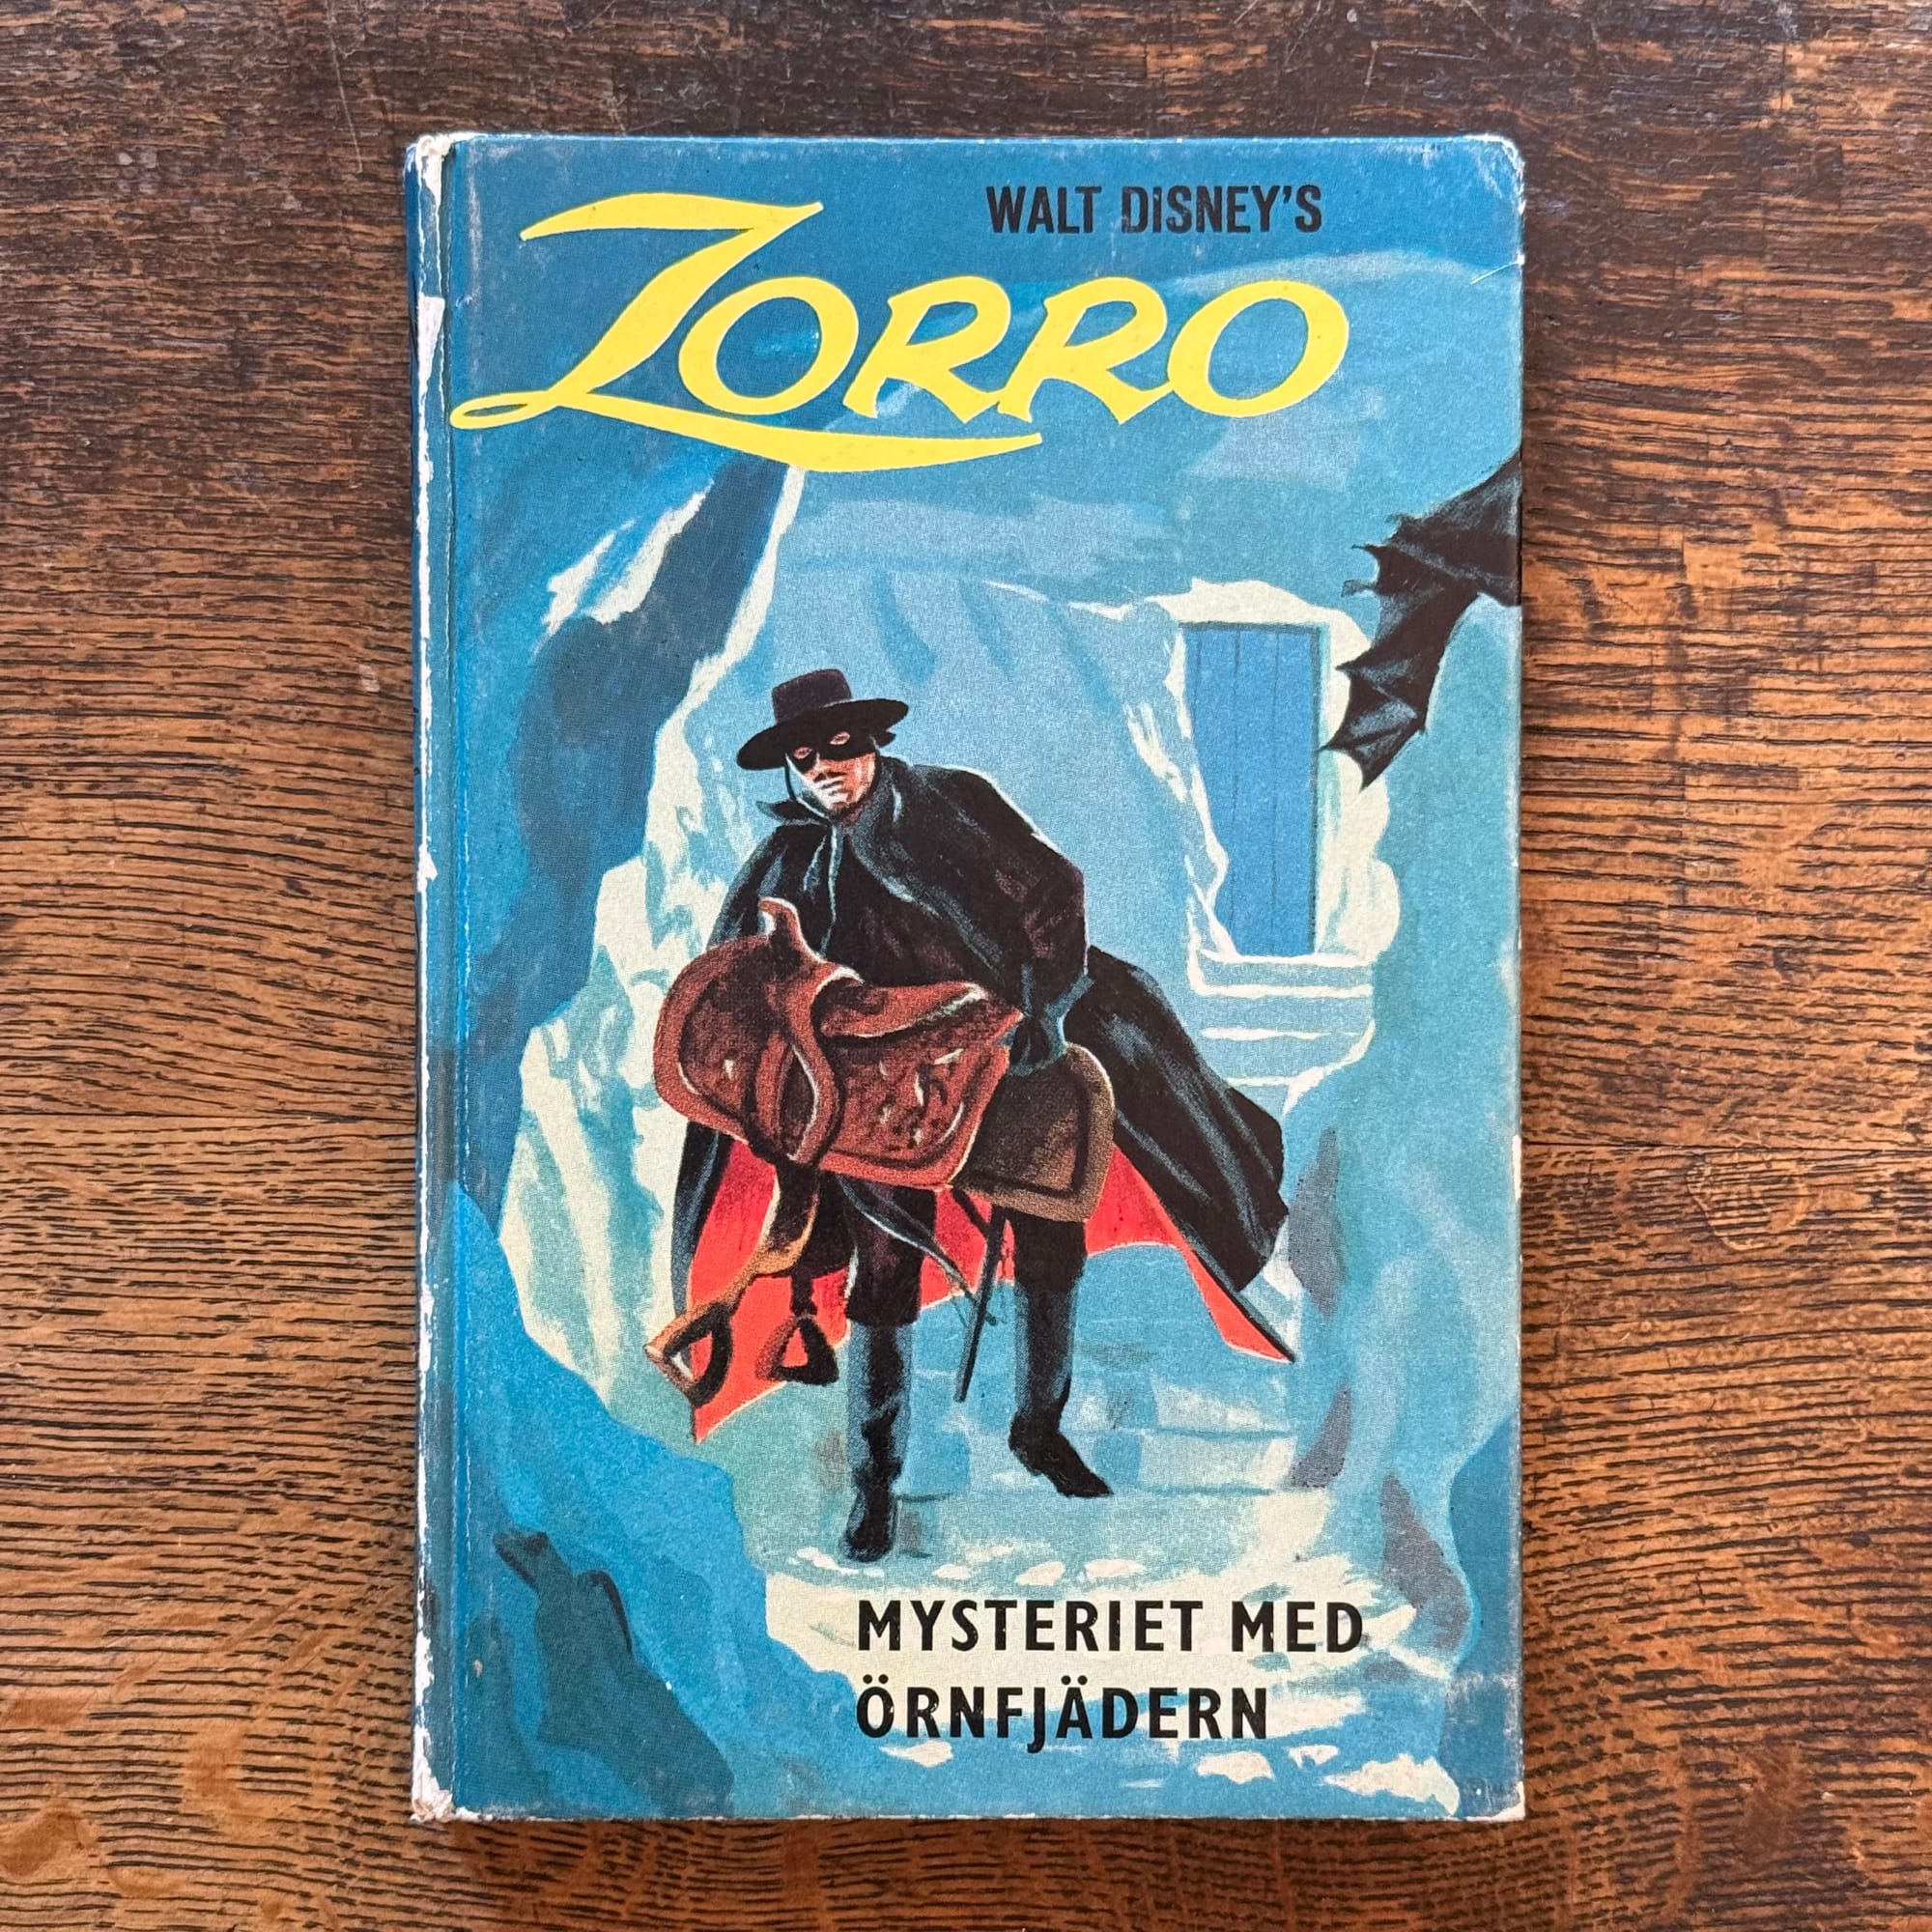 WALT DISNEY'S
ZORRO
MYSTERIET MED
ÖRNFJÄDERN